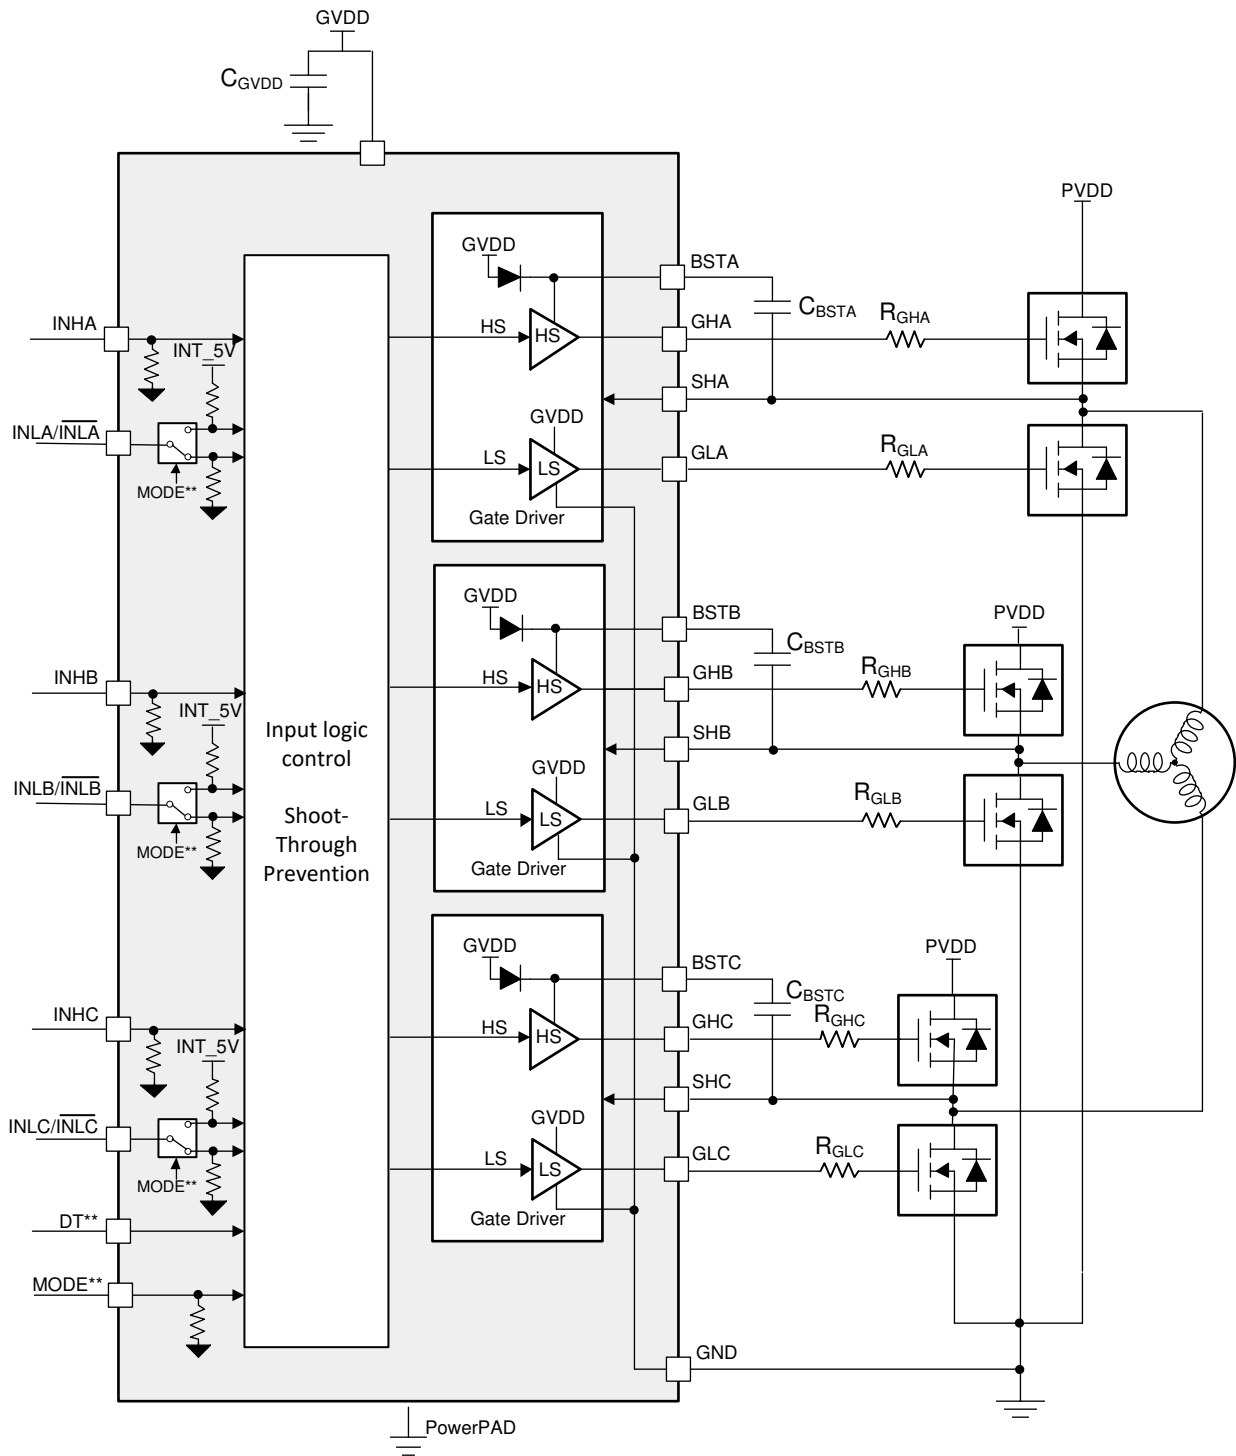 GVDD
CGVDD
PVDD
GVDD
BSTA
CBSTA
RGHA
INHA
INT_5V
HS
HS
GHA
SHA
INLA/INLA
GVDD
RGLA
LS
LS
GLA
MODE**
Gate Driver
GVDD
BSTB
PVDD
CBSTB
RGHB
INHB
HS
HS
GHB
INT_5V
Input logic
control
Shoot-
Through
Prevention
SHB
INLB/INLB
GVDD
RGLB
LS
LS
GLB
MODE**
Gate Driver
GVDD
BSTC
PVDD
CBSTC
RGHC
INHC
HS
HS
GHC
INT_5V
SHC
INLC/INLC
GVDD
RGLC
LS
LS
GLC
MODE**
DT**
Gate Driver
MODE**
GND
PowerPAD